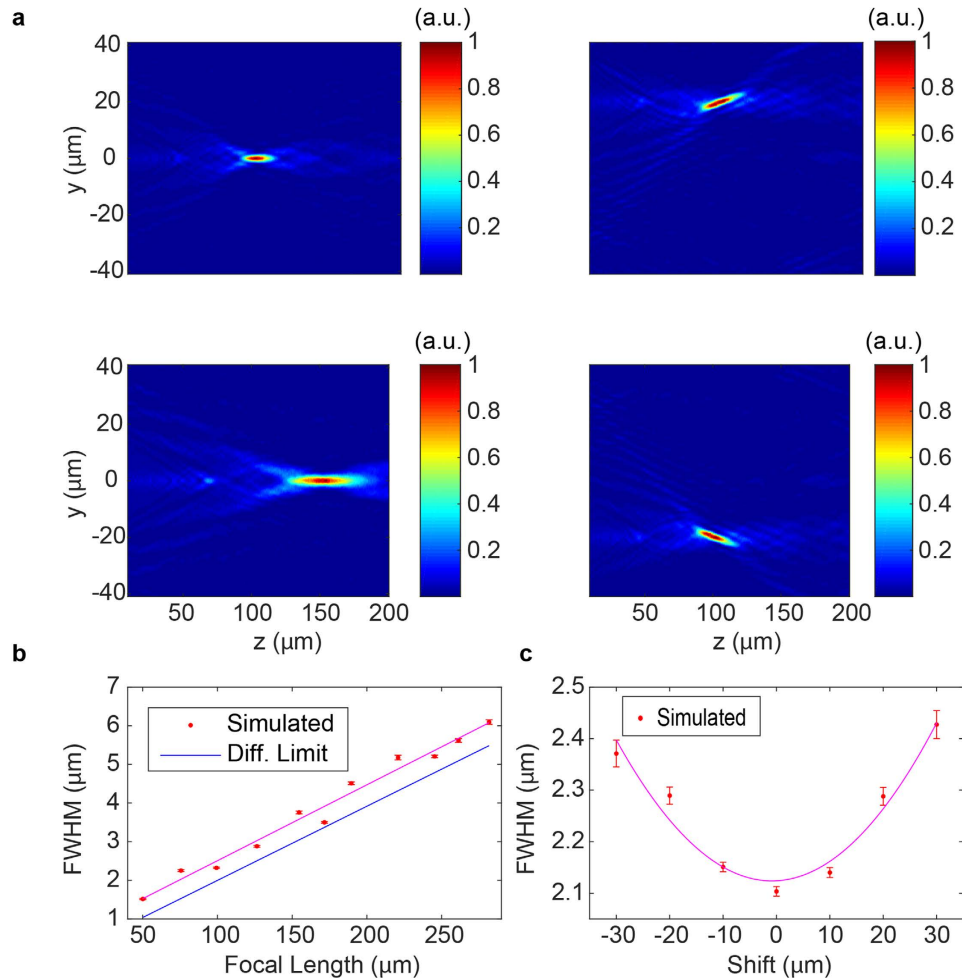 a
(a.u.)
(a.u.)
40
20
0
-20
-40
y (μm)
1
0.8
0.6
0.4
0.2
1
0.8
0.6
0.4
0.2
(a.u.)
(a.u.)
40
20
0
-20
-40
y (μm)
50 100 150 200
z (μm)
1
0.8
0.6
0.4
0.2
50 100 150 200
z (μm)
1
0.8
0.6
0.4
0.2
b
7
6
5
4
3
2
1
FWHM (μm)
Simulated
Diff. Limit
50 100 150 200 250
Focal Length (μm)
c
2.5
2.4
2.3
2.2
2.1
FWHM (μm)
Simulated
-30 -20 -10 0 10 20 30
Shift (μm)